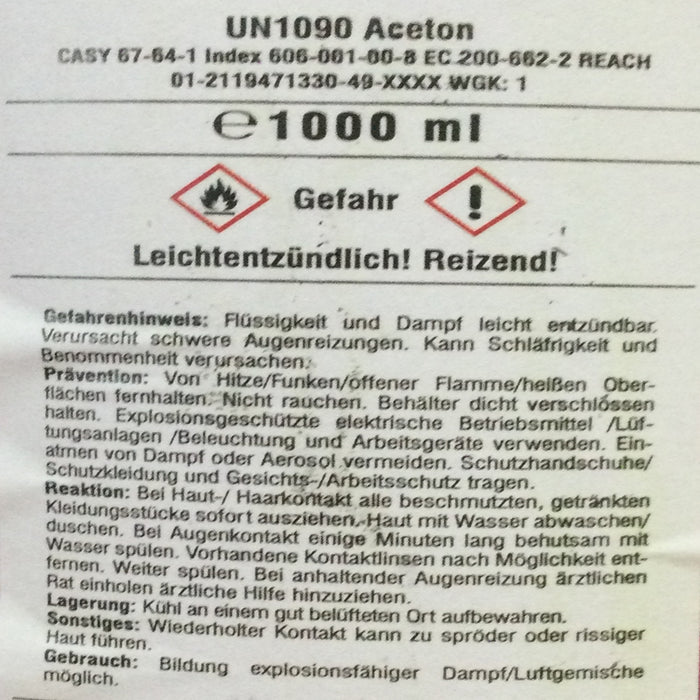 UN1090 Aceton
CASY 67-64-1 Index 606-001-00-8 EC 200-662-2 REACH
01-2119471330-49-XXXX WGK: 1
℮1000 ml
Gefahr
Leichtentzündlich! Reizend!
Gefahrenhinweis: Flüssigkeit und Dampf leicht entzündbar.
Verursacht schwere Augenreizungen. Kann Schläfrigkeit und
Benommenheit verursachen.
Prävention: Von Hitze/Funken/offener Flamme/heißen Ober-
flächen fernhalten. Nicht rauchen. Behälter dicht verschlossen
halten. Explosionsgeschützte elektrische Betriebsmittel /Lüf-
tungsanlagen /Beleuchtung und Arbeitsgeräte verwenden. Ein-
atmen von Dampf oder Aerosol vermeiden. Schutzhandschuhe/
Schutzkleidung und Gesichts-/Arbeitsschutz tragen.
Reaktion: Bei Haut-/ Haarkontakt alle beschmutzten, getränkten
Kleidungsstücke sofort ausziehen. Haut mit Wasser abwaschen/
duschen. Bei Augenkontakt einige Minuten lang behutsam mit
Wasser spülen. Vorhandene Kontaktlinsen nach Möglichkeit ent-
fernen. Weiter spülen. Bei anhaltender Augenreizung ärztlichen
Rat einholen ärztliche Hilfe hinzuziehen.
Lagerung: Kühl an einem gut belüfteten Ort aufbewahren.
Sonstiges: Wiederholter Kontakt kann zu spröder oder rissiger
Haut führen.
Gebrauch: Bildung explosionsfähiger Dampf/Luftgemische
möglich.